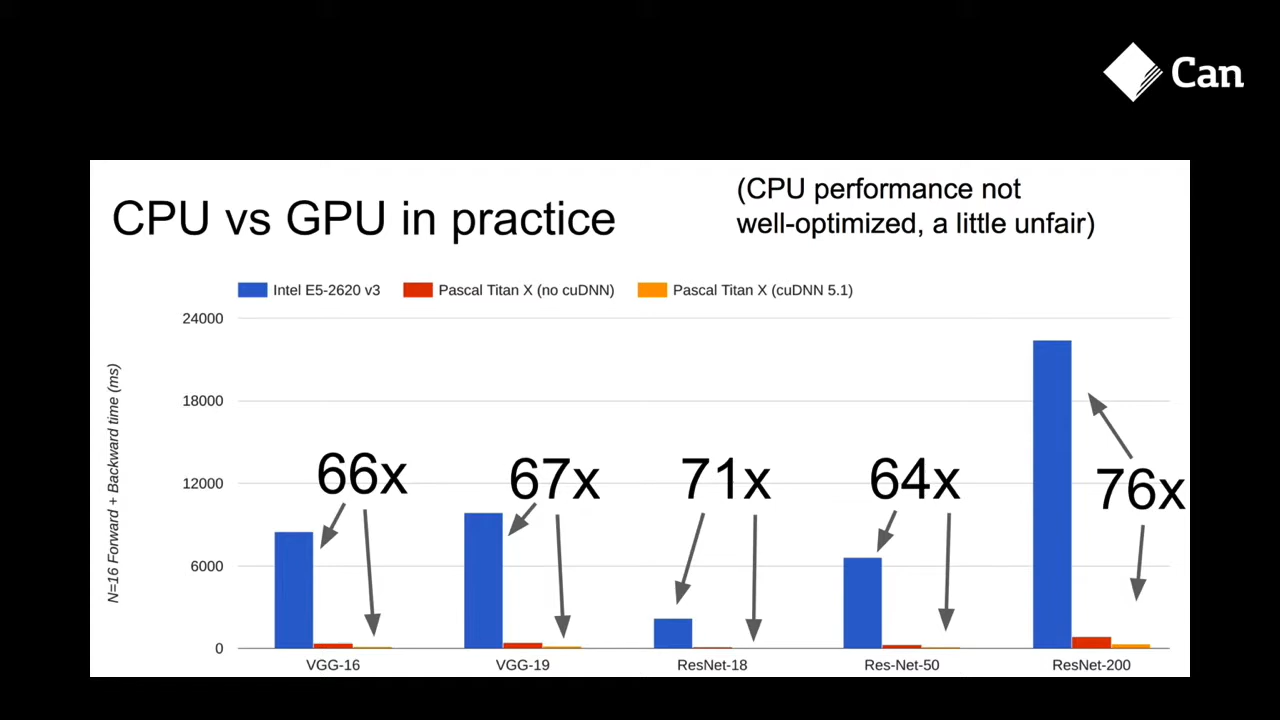 Can
CPU vs GPU in practice
(CPU performance not
well-optimized, a little unfair)
Intel E5-2620 v3
Pascal Titan X (no cuDNN)
Pascal Titan X (cuDNN 5.1)
N=16 Forward + Backward time (ms)
24000
18000
12000
6000
0
66x
67x
71x
64x
76x
VGG-16
VGG-19
ResNet-18
Res-Net-50
ResNet-200